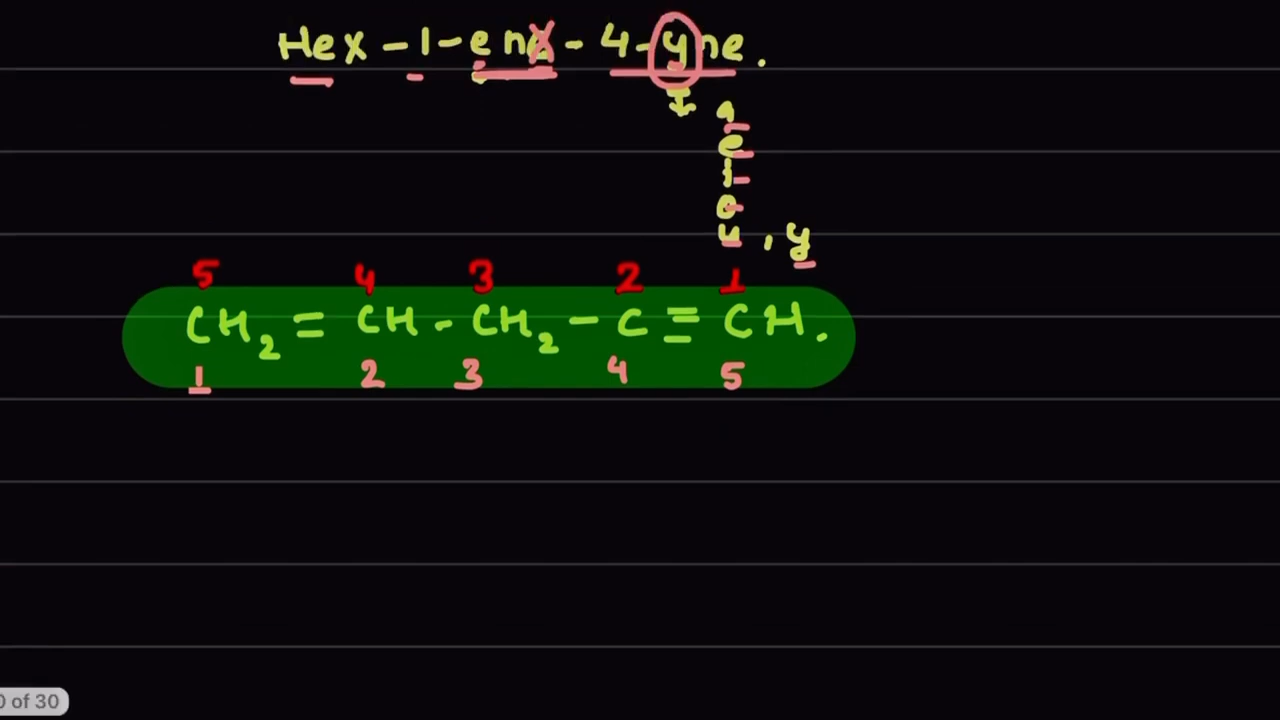 Hex-1-ene-4-yne.
a
e
i
o
u, y
5 4 3 2 1
CH₂=CH-CH₂-C≡CH.
1 2 3 4 5
0 of 30